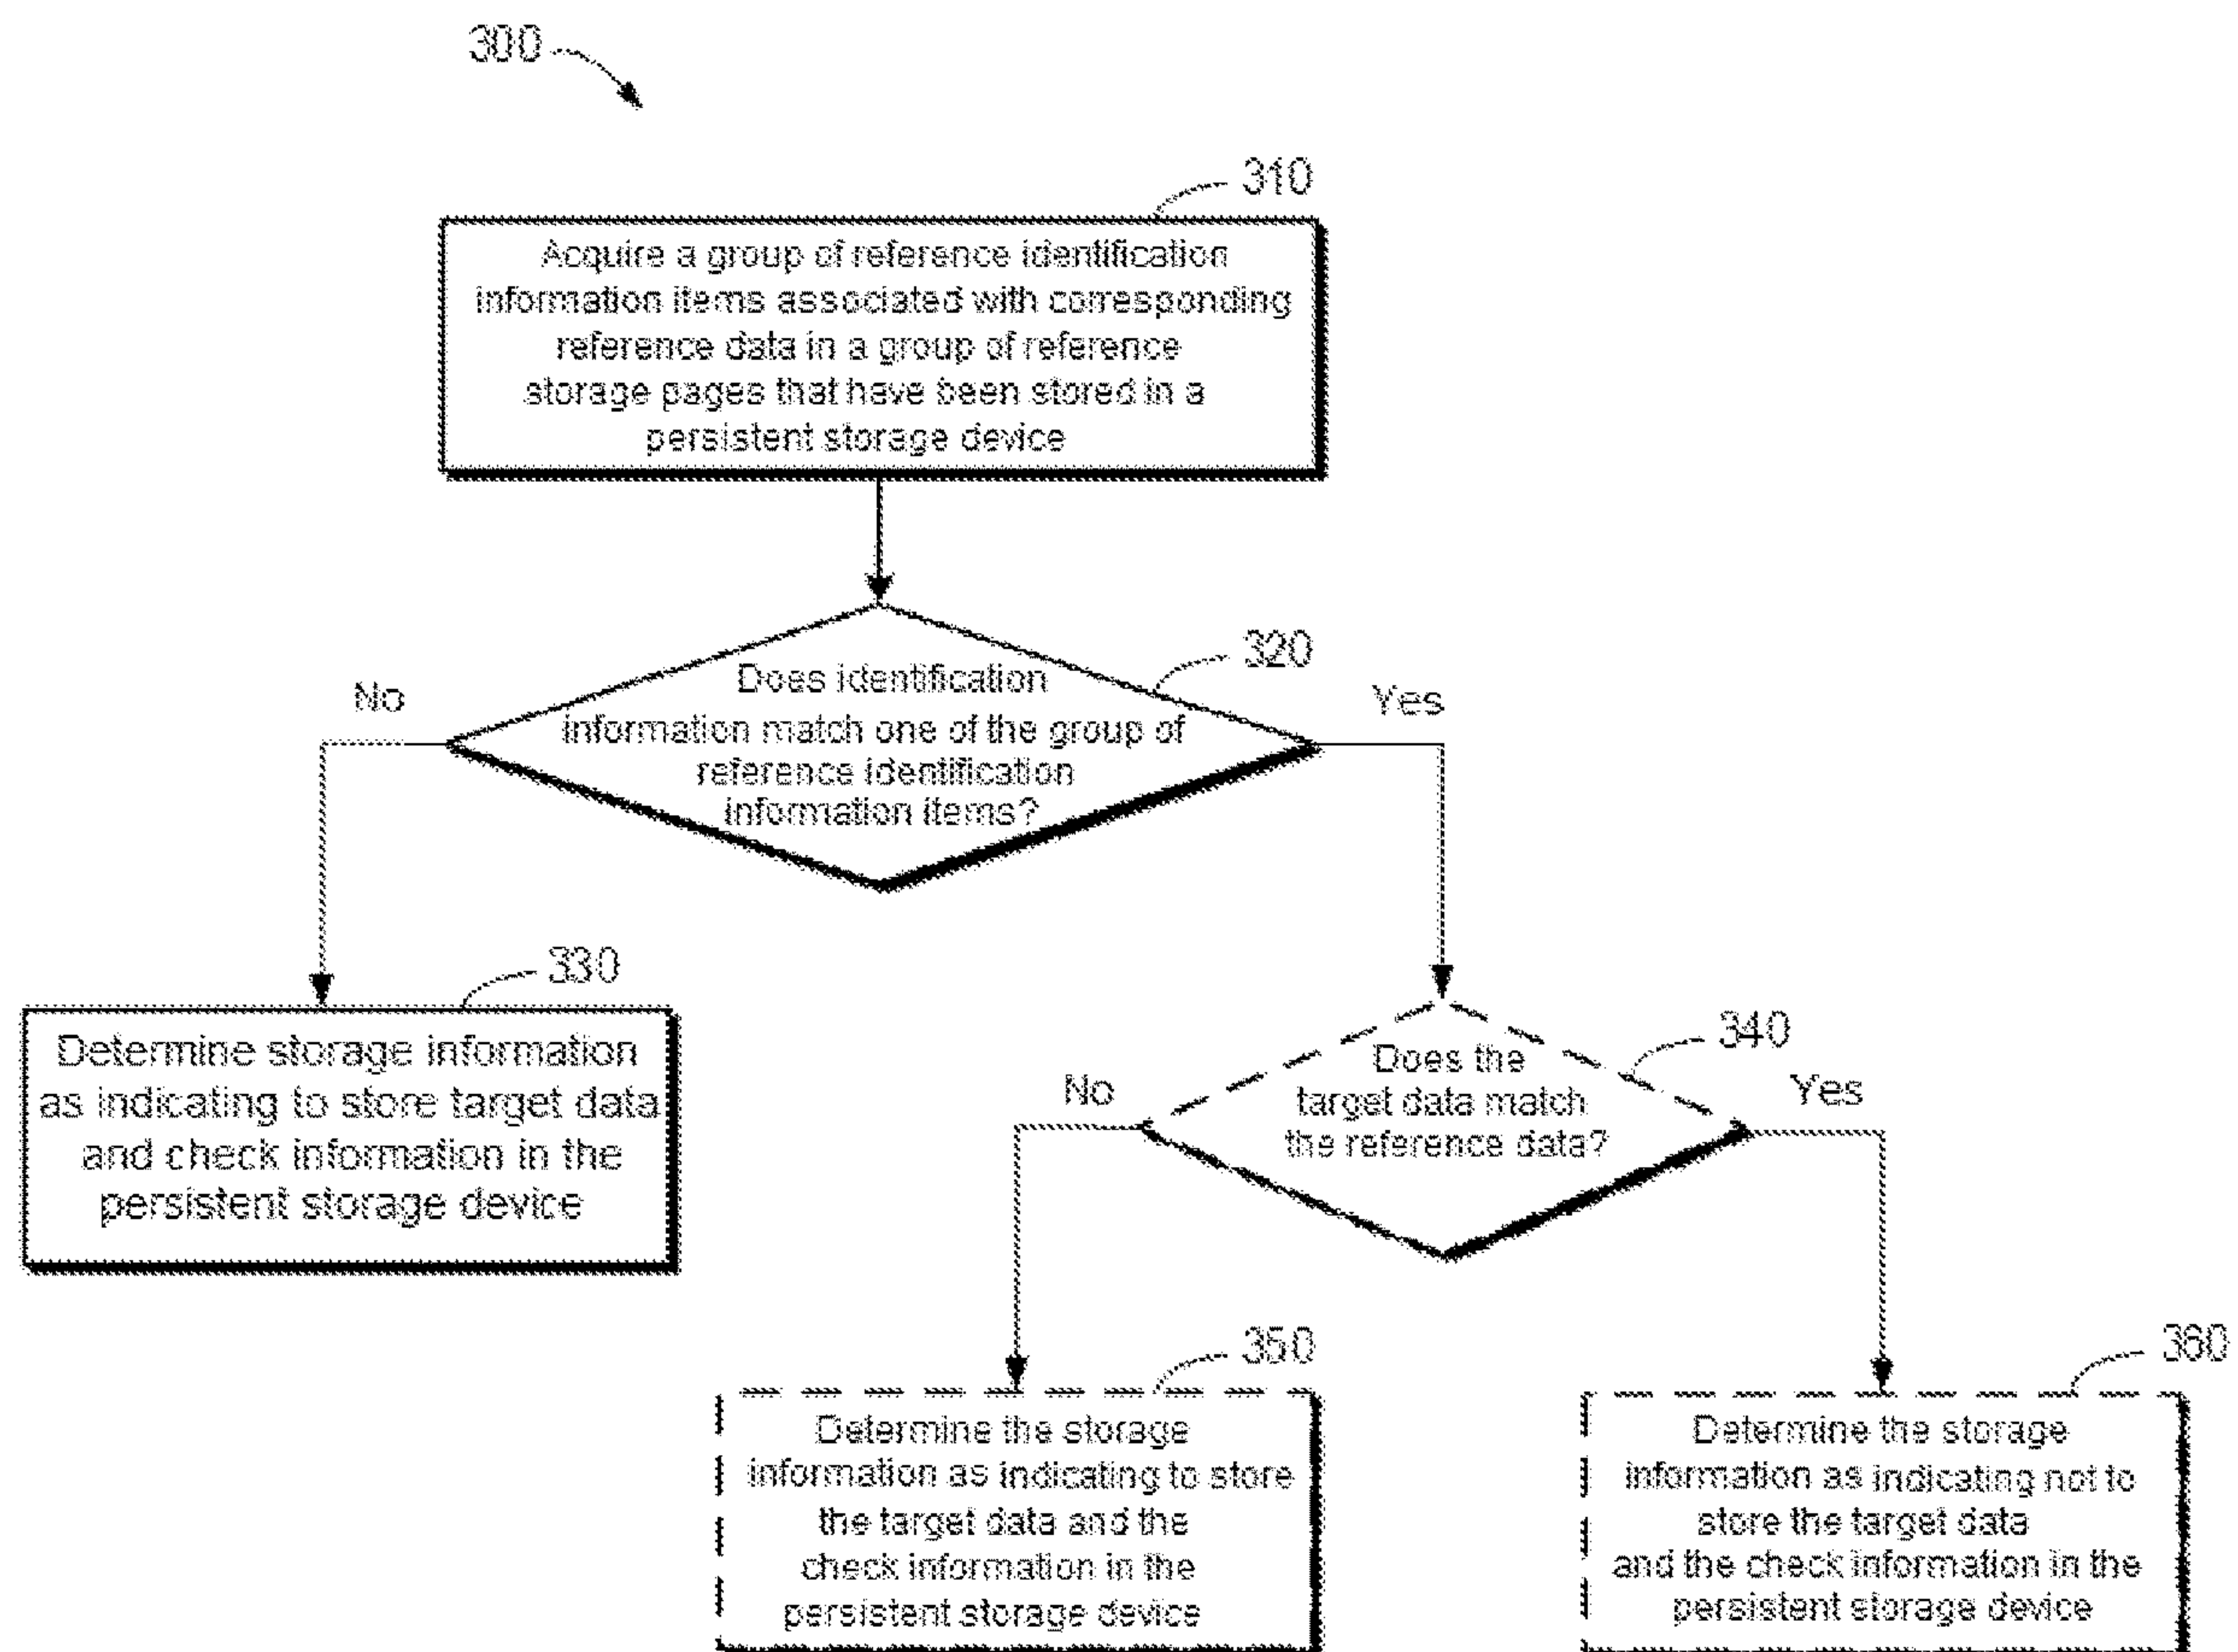 300
310
Acquire a group of reference identification
information items associated with corresponding
reference data in a group of reference
storage pages that have been stored in a
persistent storage device
320
No
Yes
Does identification
information match one of the group of
reference identification
information items?
330
Determine storage information
as indicating to store target data
and check information in the
persistent storage device
340
No
Yes
Does the
target data match
the reference data?
350
Determine the storage
information as indicating to store
the target data and the
check information in the
persistent storage device
360
Determine the storage
information as indicating not to
store the target data
and the check information in the
persistent storage device